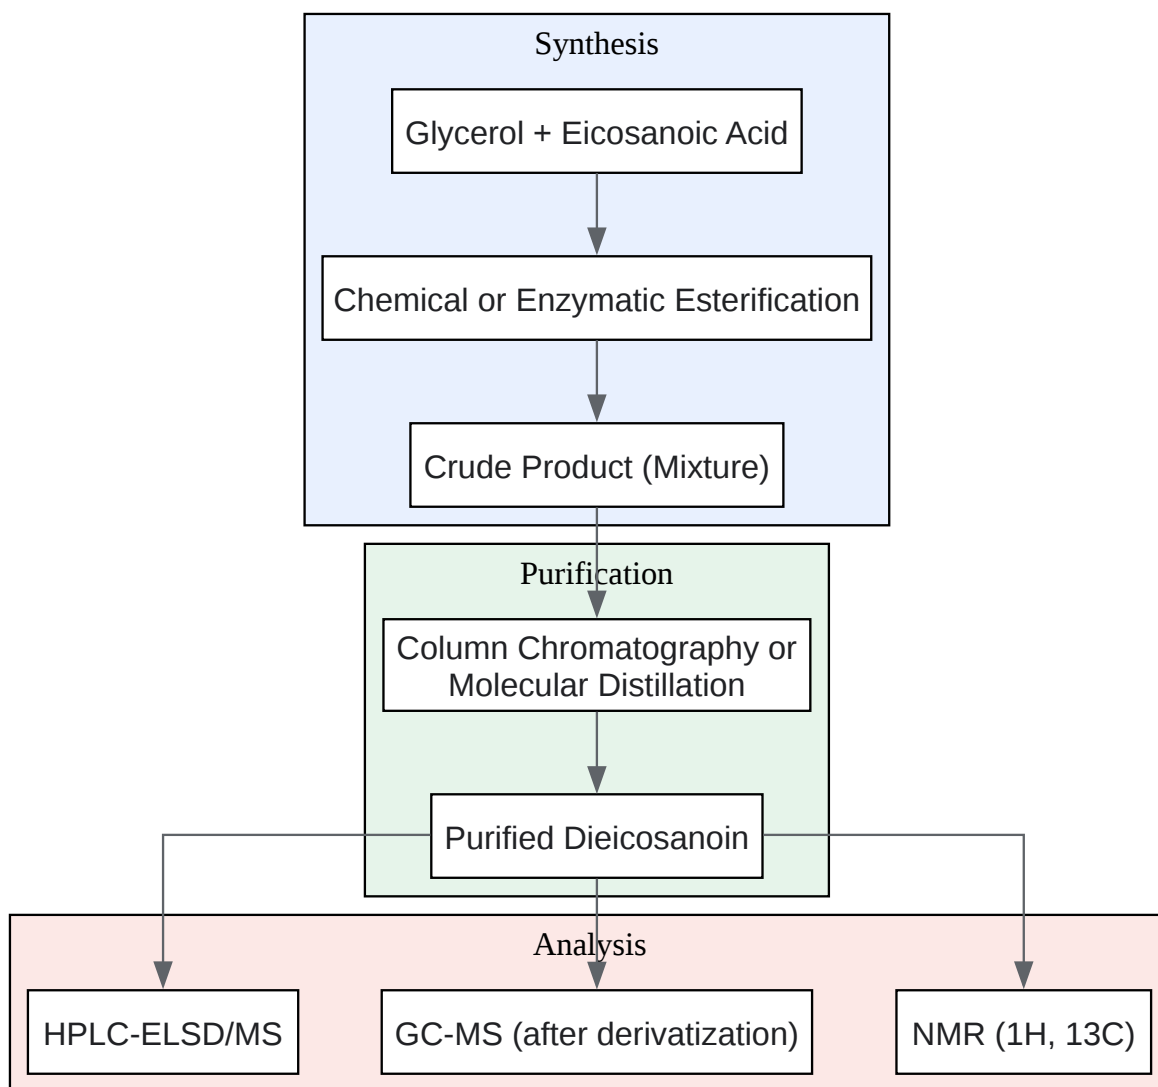 Synthesis
Glycerol + Eicosanoic Acid
Chemical or Enzymatic Esterification
Crude Product (Mixture)
Purification
Column Chromatography or
Molecular Distillation
Purified Dieicosanoin
Analysis
HPLC-ELSD/MS
GC-MS (after derivatization)
NMR (1H, 13C)